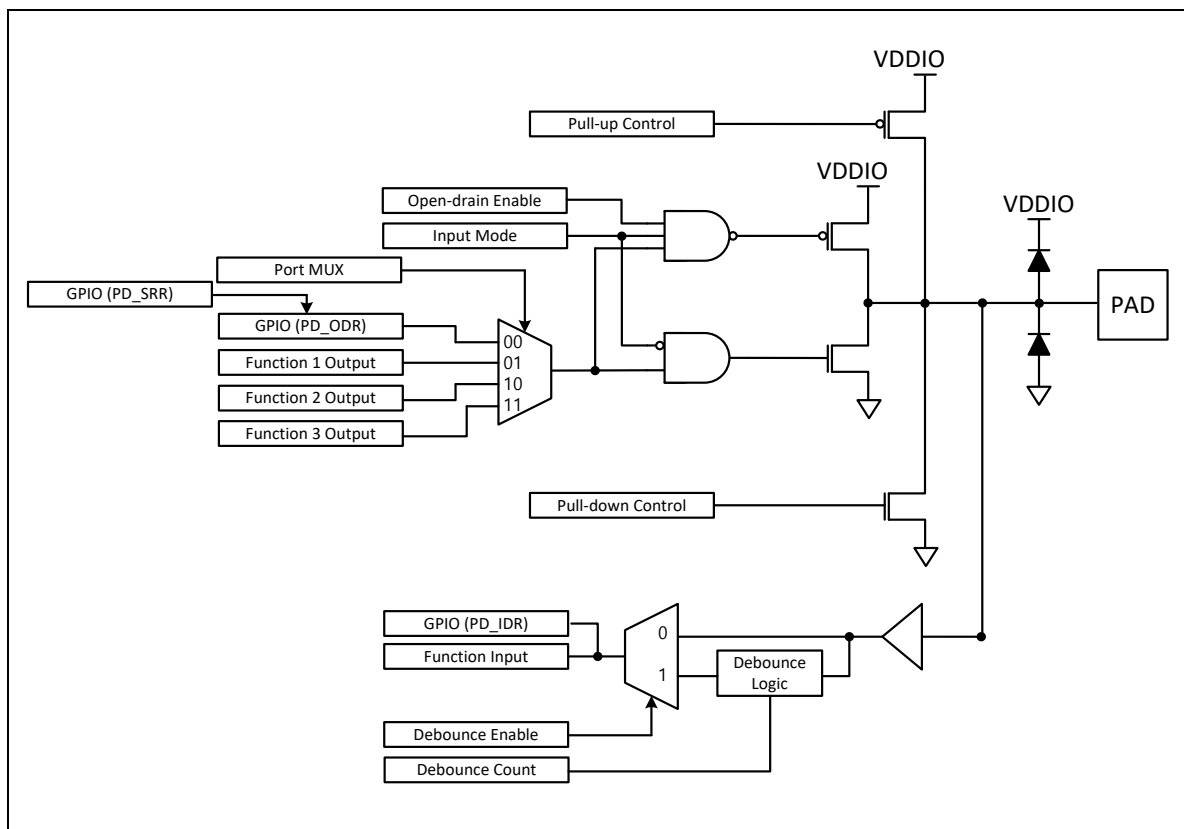 VDDIO
Pull-up Control
VDDIO
Open-drain Enable
VDDIO
Input Mode
Port MUX
GPIO (PD_SRR)
PAD
GPIO (PD_ODR)
00
Function 1 Output
01
Function 2 Output
10
11
Function 3 Output
Pull-down Control
GPIO (PD_IDR)
0
Function Input
Debounce
Logic
1
Debounce Enable
Debounce Count